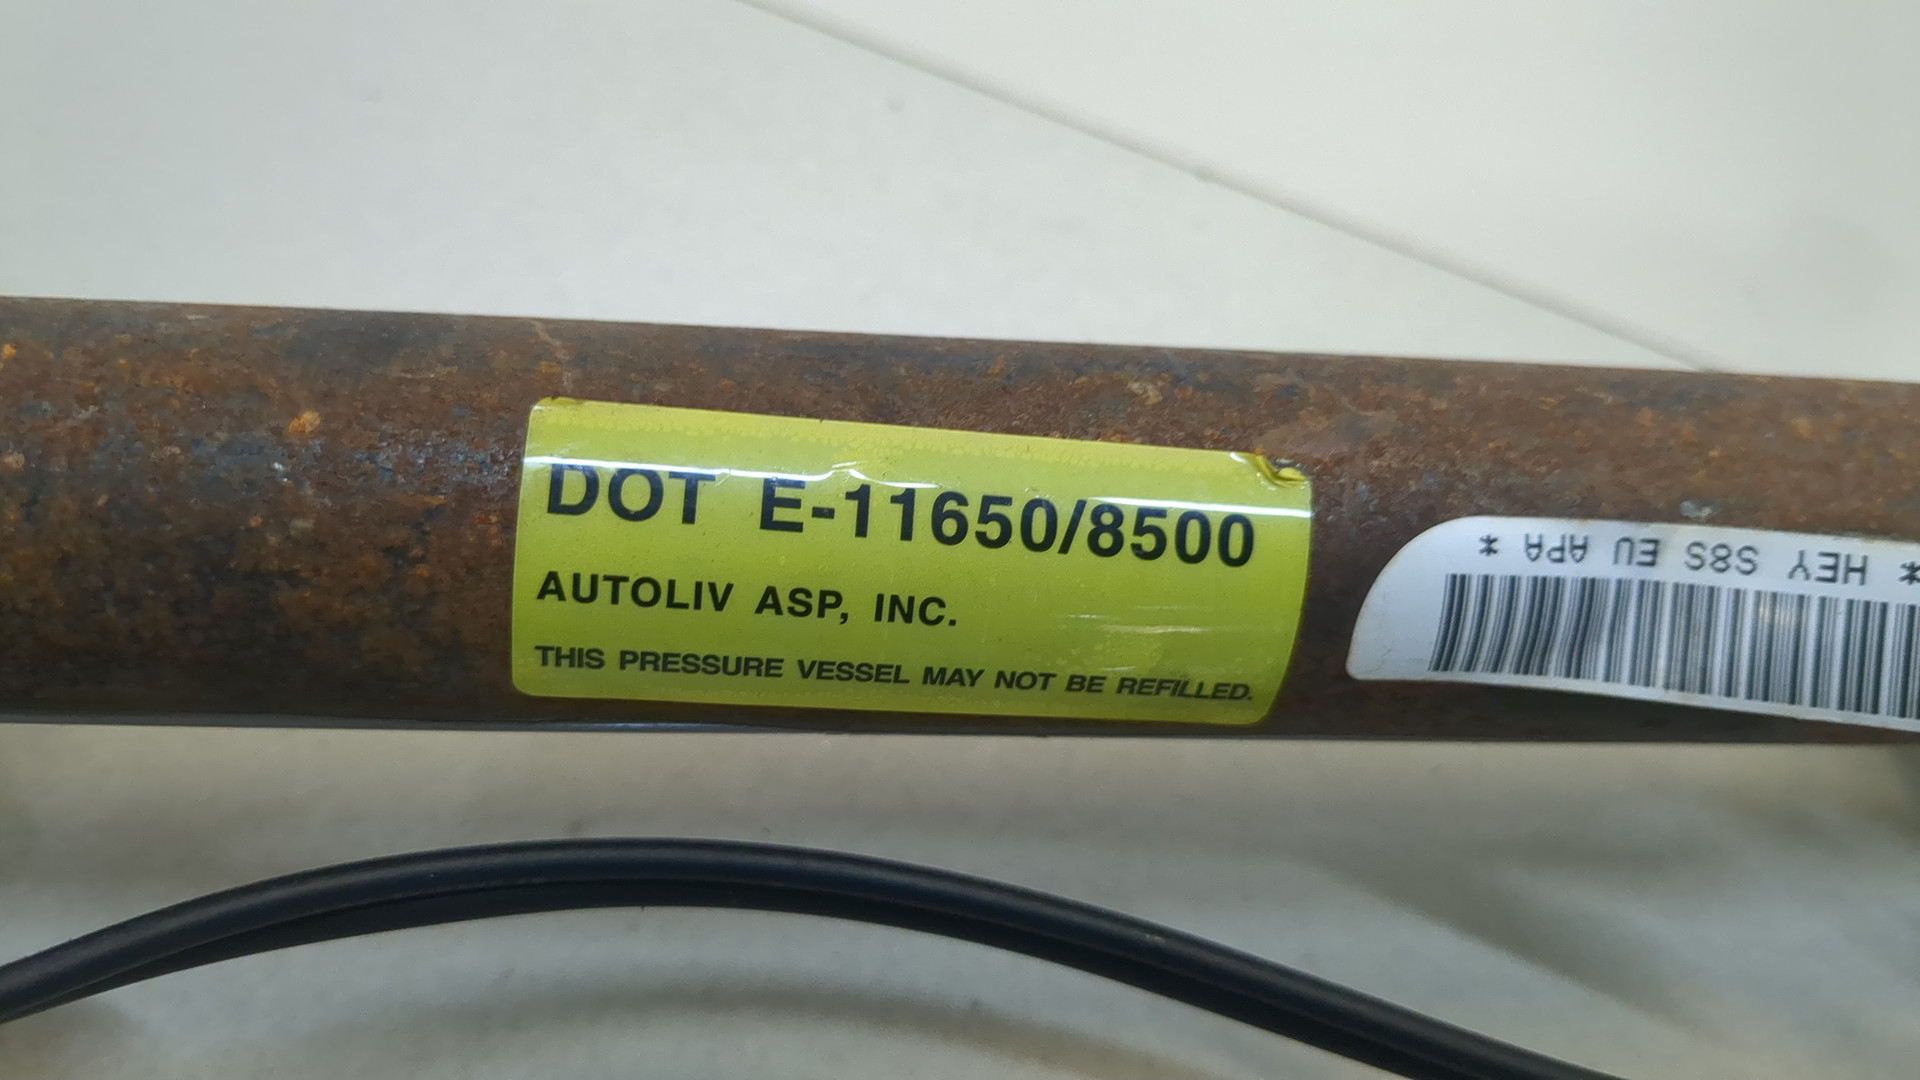 DOT E-11650/8500
AUTOLIV ASP, INC.
THIS PRESSURE VESSEL MAY NOT BE REFILLED.
* HEY S8S EU APA *